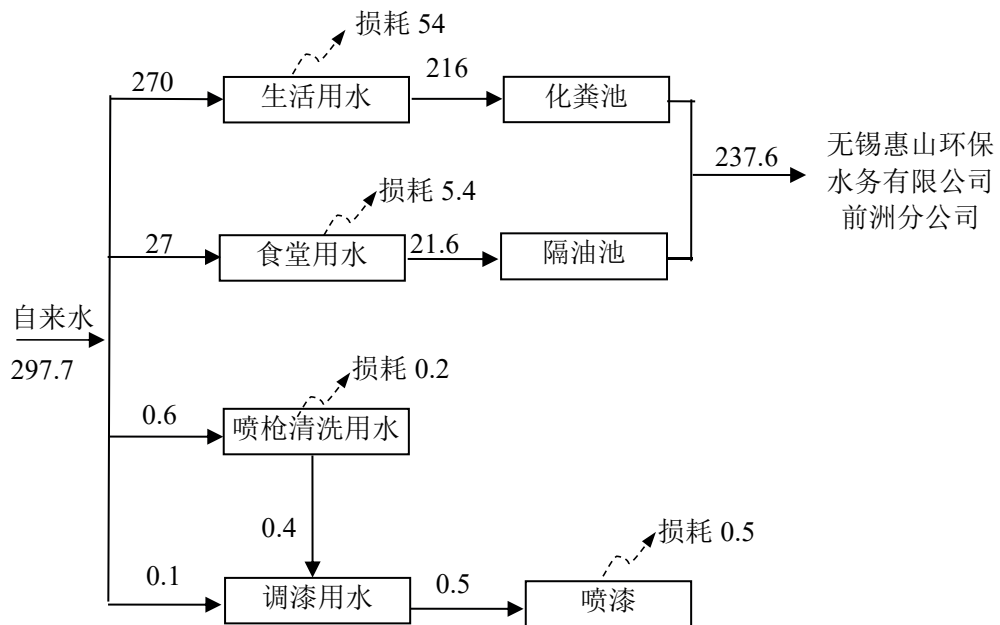 损耗 54
270
生活用水
216
化粪池
237.6
无锡惠山环保
水务有限公司
前洲分公司
损耗 5.4
27
食堂用水
21.6
隔油池
自来水
297.7
损耗 0.2
0.6
喷枪清洗用水
0.4
损耗 0.5
0.1
调漆用水
0.5
喷漆